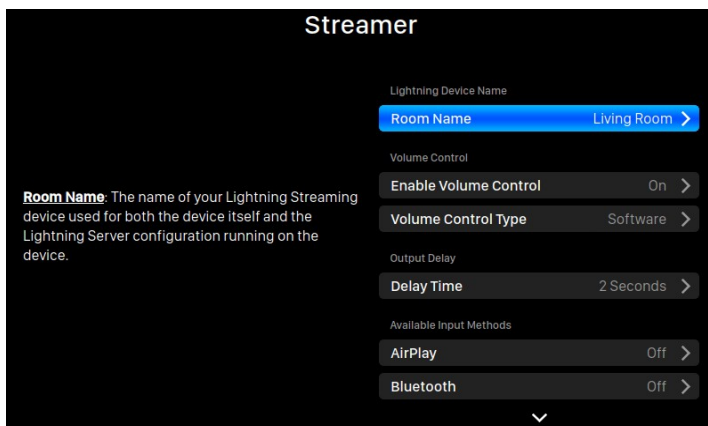 Streamer
Lightning Device Name
Room Name Living Room
Volume Control
Enable Volume Control On
Volume Control Type Software
Output Delay
Delay Time 2 Seconds
Available Input Methods
AirPlay Off
Bluetooth Off
Room Name: The name of your Lightning Streaming
device used for both the device itself and the
Lightning Server configuration running on the
device.